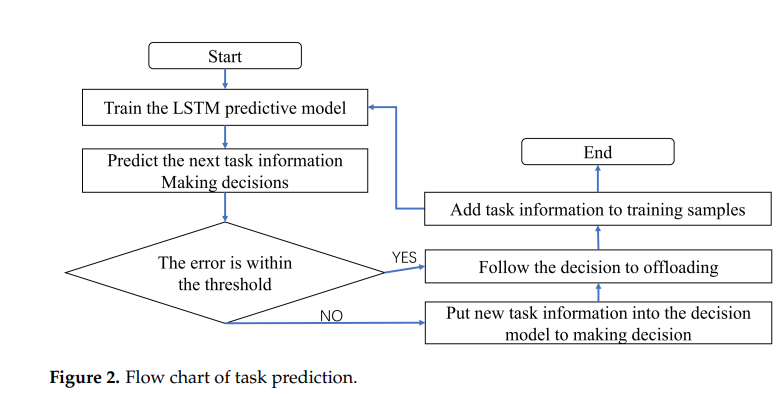 Start
Train the LSTM predictive model
Predict the next task information
Making decisions
The error is within
the threshold
YES
NO
End
Add task information to training samples
Follow the decision to offloading
Put new task information into the decision
model to making decision
Figure 2. Flow chart of task prediction.